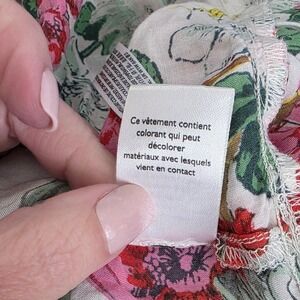 Ce vêtement contient
colorant qui peut
décolorer
matériaux avec lesquels
vient en contact